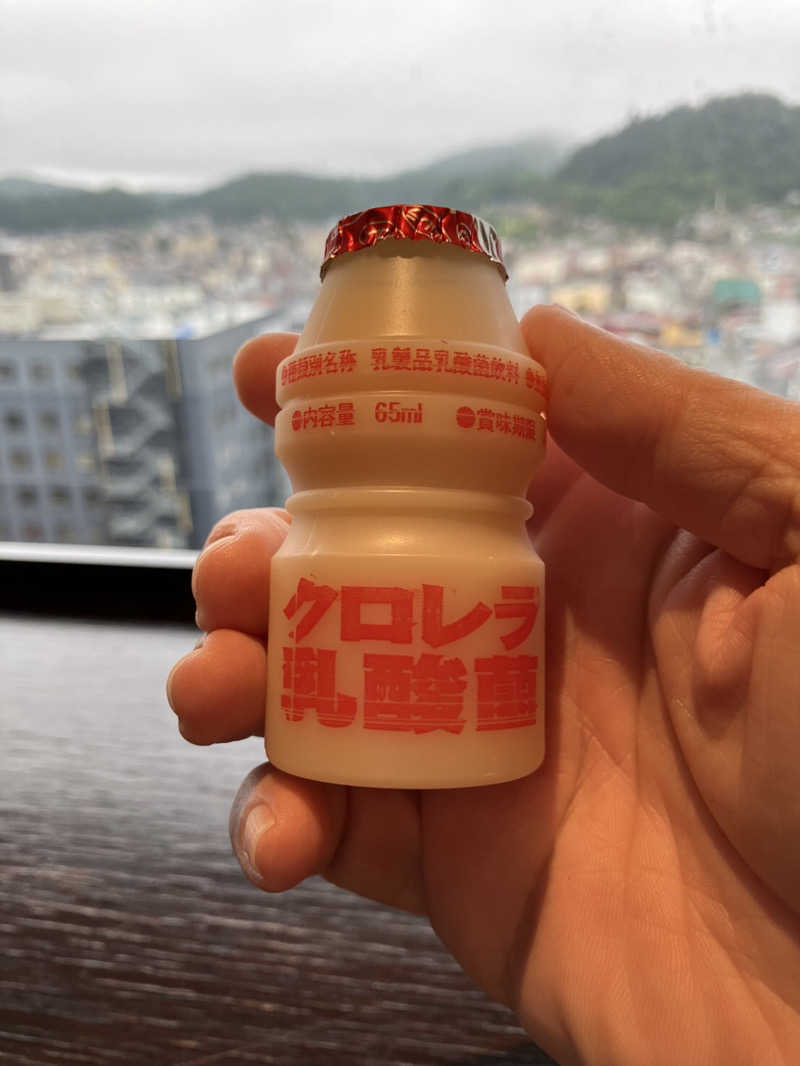 ●種類別名称 乳製品乳酸菌飲料 ●
●内容量 65ml ●賞味期限
クロレラ
乳酸菌